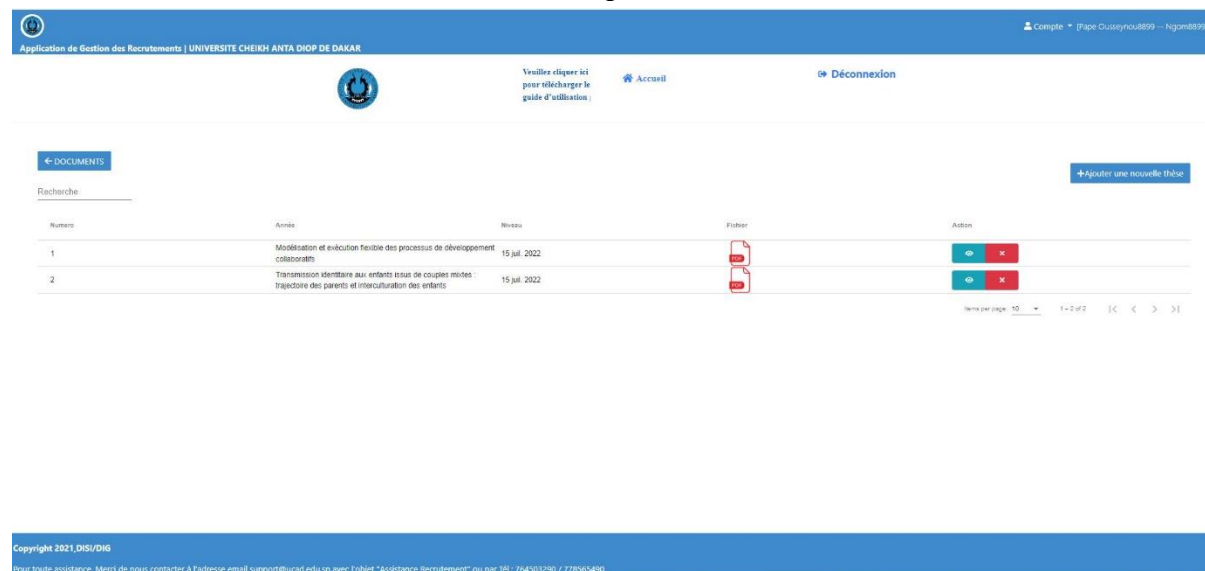 Compte [Pape Ousseynou8899 -- Ngom8899
Application de Gestion des Recrutements | UNIVERSITE CHEIKH ANTA DIOP DE DAKAR
Veuillez cliquer ici
pour télécharger le
guide d'utilisation ;
Accueil
Déconnexion
DOCUMENTS
+Ajouter une nouvelle thèse
Recherche
Numero Année Niveau Fichier Action
1 Modélisation et exécution flexible des processus de développement
collaboratifs
15 juil. 2022 PDF
2 Transmission identitaire aux enfants issus de couples mixtes :
trajectoire des parents et interculturation des enfants
15 juil. 2022 PDF
Items per page 10 1 – 2 of 2
Copyright 2021,DISI/DIG
Pour toute assistance, Merci de nous contacter à l'adresse email support@ucad.edu.sn avec l'objet "Assistance Recrutement" ou par Tél : 764503290 / 778565490